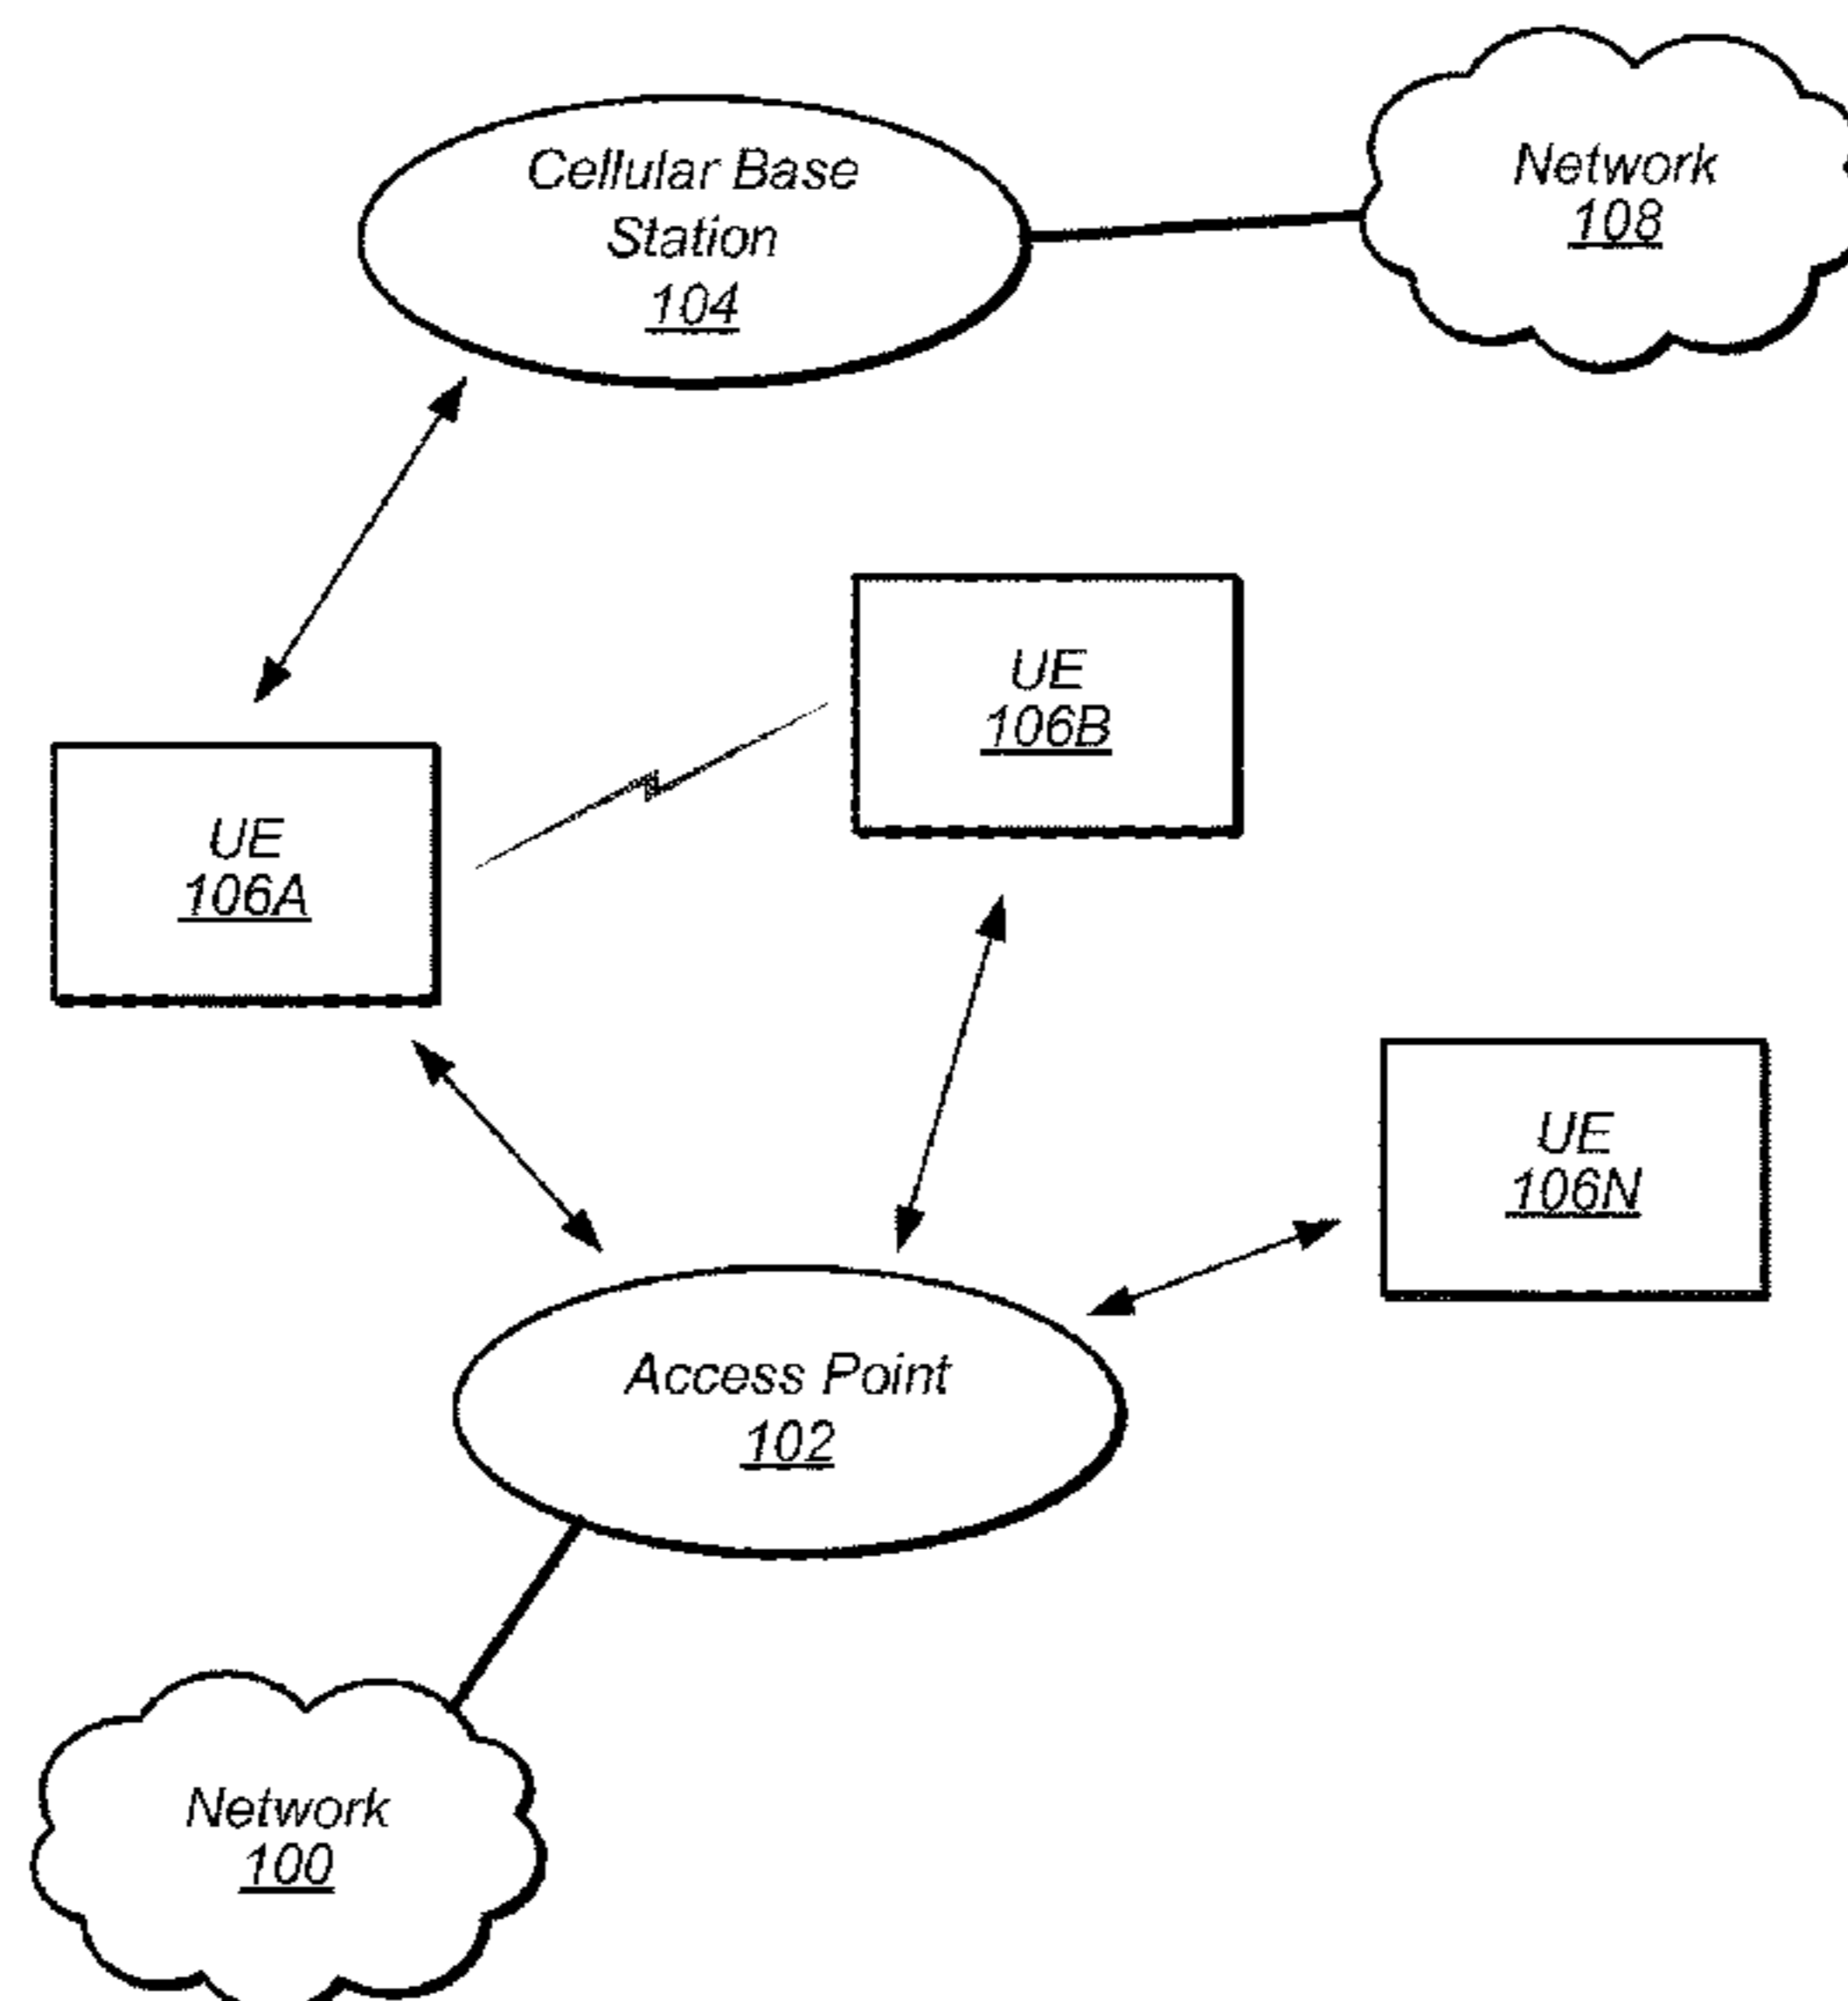 Cellular Base
Station
104
Network
108
UE
106B
UE
106A
UE
106N
Access Point
102
Network
100